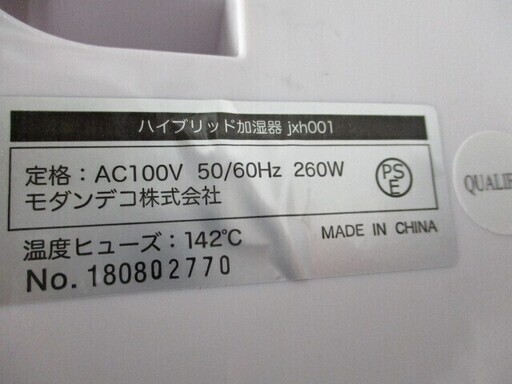 ハイブリッド加湿器 jxh001
定格：AC100V 50/60Hz 260W
モダンデコ株式会社
PS
E
温度ヒューズ：142℃
MADE IN CHINA
No. 180802770